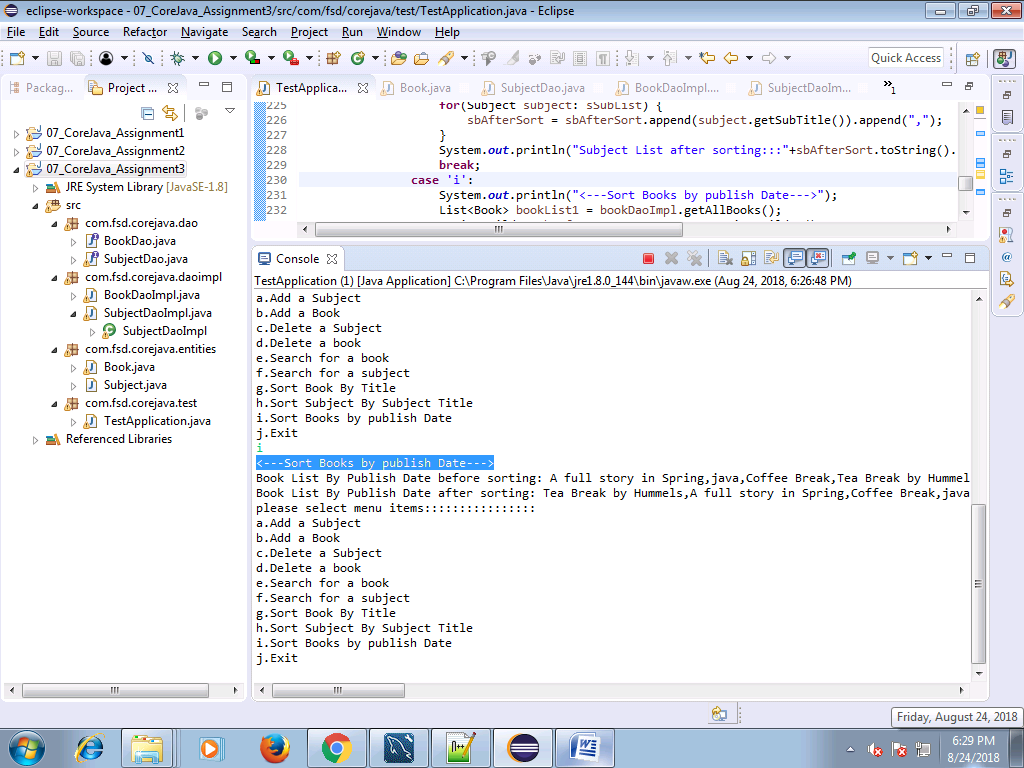 eclipse-workspace - 07_CoreJava_Assignment3/src/com/fsd/corejava/test/TestApplication.java - Eclipse
File Edit Source Refactor Navigate Search Project Run Window Help
Quick Access
Packag...
Project ...
TestApplica...
Book.java
SubjectDao.java
BookDaoImpl....
SubjectDaoIm...
»1
07_CoreJava_Assignment1
07_CoreJava_Assignment2
07_CoreJava_Assignment3
JRE System Library [JavaSE-1.8]
src
com.fsd.corejava.dao
BookDao.java
SubjectDao.java
com.fsd.corejava.daoimpl
BookDaoImpl.java
SubjectDaoImpl.java
SubjectDaoImpl
com.fsd.corejava.entities
Book.java
Subject.java
com.fsd.corejava.test
TestApplication.java
Referenced Libraries
225 for(Subject subject: sSubList) {
226 sbAfterSort = sbAfterSort.append(subject.getSubTitle()).append(",");
227 }
228 System.out.println("Subject List after sorting:::"+sbAfterSort.toString().
229 break;
230 case 'i':
231 System.out.println("<---Sort Books by publish Date--->");
232 List<Book> bookList1 = bookDaoImpl.getAllBooks();
Console
TestApplication (1) [Java Application] C:\Program Files\Java\jre1.8.0_144\bin\javaw.exe (Aug 24, 2018, 6:26:48 PM)
a.Add a Subject
b.Add a Book
c.Delete a Subject
d.Delete a book
e.Search for a book
f.Search for a subject
g.Sort Book By Title
h.Sort Subject By Subject Title
i.Sort Books by publish Date
j.Exit
i
<---Sort Books by publish Date--->
Book List By Publish Date before sorting: A full story in Spring,java,Coffee Break,Tea Break by Hummel
Book List By Publish Date after sorting: Tea Break by Hummels,A full story in Spring,Coffee Break,java
please select menu items::::::::::::::::
a.Add a Subject
b.Add a Book
c.Delete a Subject
d.Delete a book
e.Search for a book
f.Search for a subject
g.Sort Book By Title
h.Sort Subject By Subject Title
i.Sort Books by publish Date
j.Exit
Friday, August 24, 2018
6:29 PM
8/24/2018